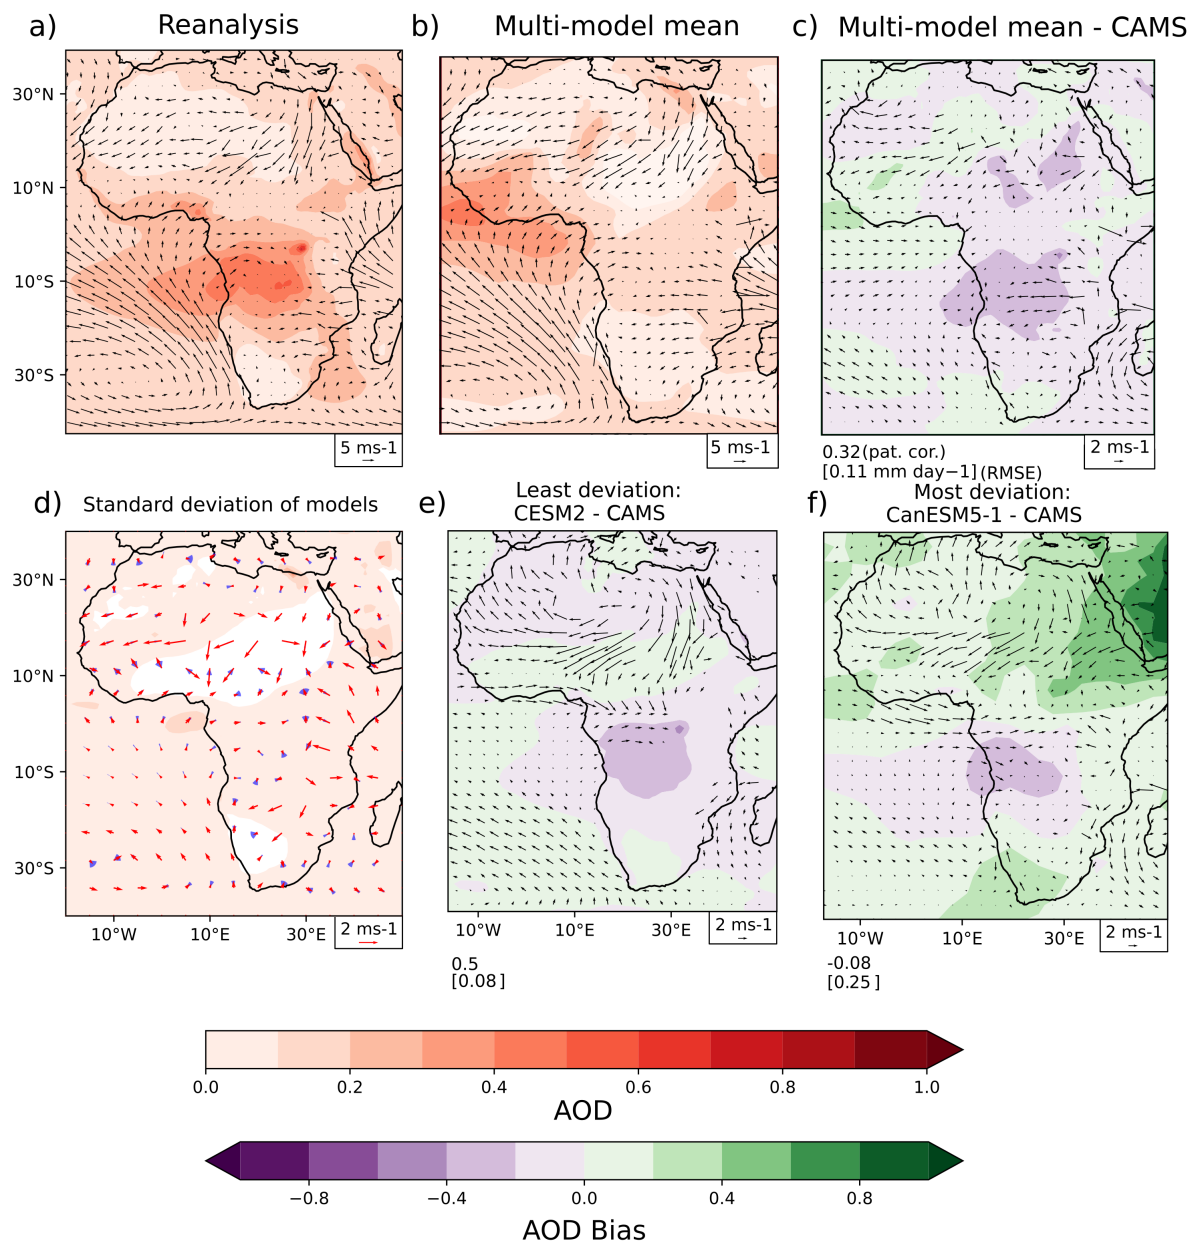 a) Reanalysis
b) Multi-model mean
c) Multi-model mean - CAMS
30°N
10°N
10°S
30°S
5 ms-1
5 ms-1
2 ms-1
0.32(pat. cor.)
[0.11 mm day−1](RMSE)
d) Standard deviation of models
e) Least deviation:
CESM2 - CAMS
f) Most deviation:
CanESM5-1 - CAMS
30°N
10°N
10°S
30°S
10°W 10°E 30°E 2 ms-1
10°W 10°E 30°E 2 ms-1
10°W 10°E 30°E 2 ms-1
0.5
[0.08]
-0.08
[0.25]
0.0 0.2 0.4 0.6 0.8 1.0
AOD
−0.8 −0.4 0.0 0.4 0.8
AOD Bias